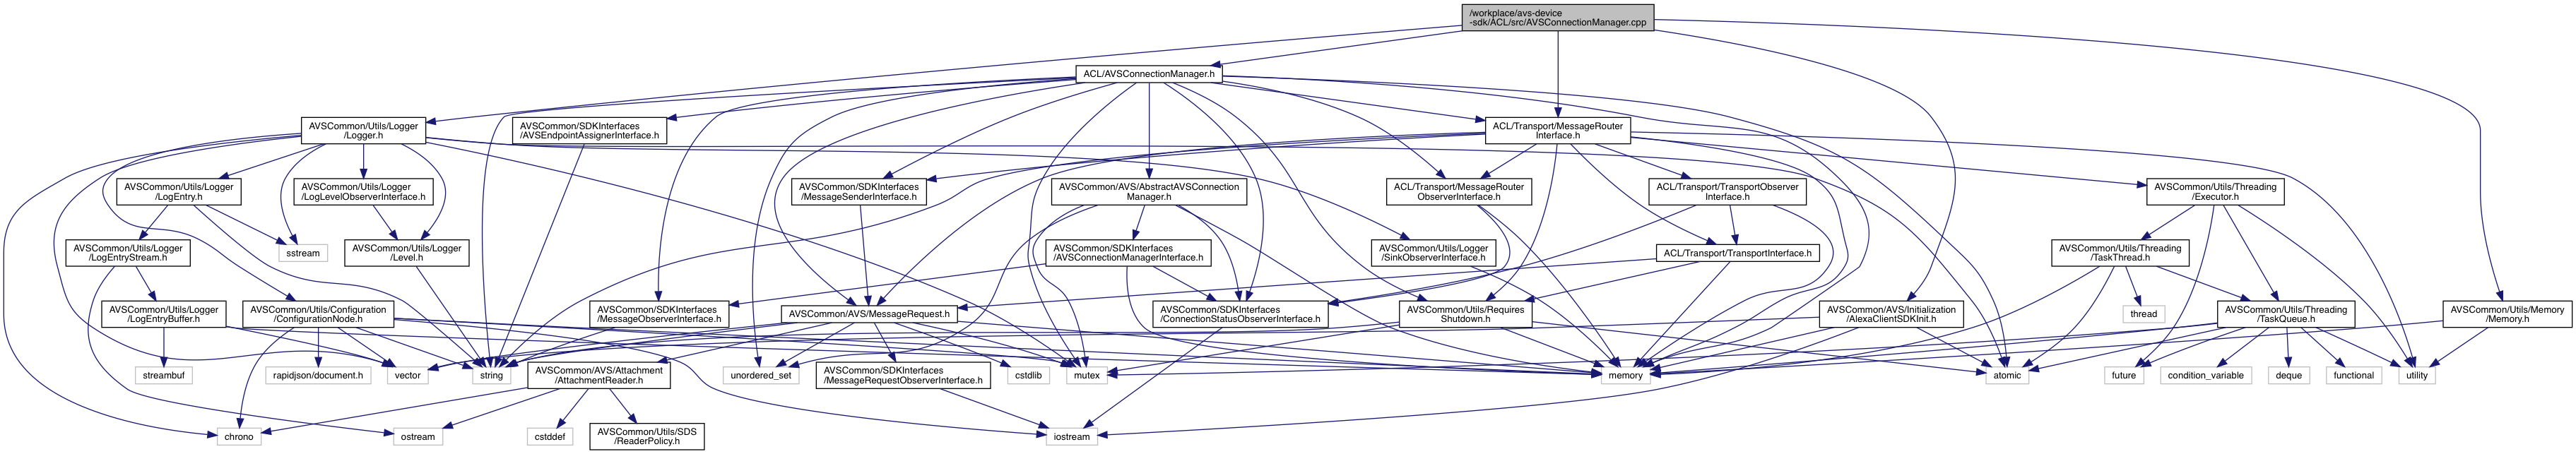 /workplace/avs-device
-sdk/ACL/src/AVSConnectionManager.cpp
ACL/AVSConnectionManager.h
AVSCommon/Utils/Logger
/Logger.h
AVSCommon/SDKInterfaces
/AVSEndpointAssignerInterface.h
ACL/Transport/MessageRouter
Interface.h
AVSCommon/Utils/Logger
/LogEntry.h
AVSCommon/Utils/Logger
/LogLevelObserverInterface.h
AVSCommon/SDKInterfaces
/MessageSenderInterface.h
AVSCommon/AVS/AbstractAVSConnection
Manager.h
ACL/Transport/MessageRouter
ObserverInterface.h
ACL/Transport/TransportObserver
Interface.h
AVSCommon/Utils/Threading
/Executor.h
AVSCommon/Utils/Logger
/LogEntryStream.h
sstream
AVSCommon/Utils/Logger
/Level.h
AVSCommon/SDKInterfaces
/AVSConnectionManagerInterface.h
AVSCommon/Utils/Logger
/SinkObserverInterface.h
ACL/Transport/TransportInterface.h
AVSCommon/Utils/Threading
/TaskThread.h
AVSCommon/Utils/Logger
/LogEntryBuffer.h
AVSCommon/Utils/Configuration
/ConfigurationNode.h
AVSCommon/SDKInterfaces
/MessageObserverInterface.h
AVSCommon/AVS/MessageRequest.h
AVSCommon/SDKInterfaces
/ConnectionStatusObserverInterface.h
AVSCommon/Utils/Requires
Shutdown.h
AVSCommon/AVS/Initialization
/AlexaClientSDKInit.h
thread
AVSCommon/Utils/Threading
/TaskQueue.h
AVSCommon/Utils/Memory
/Memory.h
streambuf
rapidjson/document.h
vector
string
AVSCommon/AVS/Attachment
/AttachmentReader.h
unordered_set
AVSCommon/SDKInterfaces
/MessageRequestObserverInterface.h
cstdlib
mutex
memory
atomic
future
condition_variable
deque
functional
utility
chrono
ostream
cstddef
AVSCommon/Utils/SDS
/ReaderPolicy.h
iostream